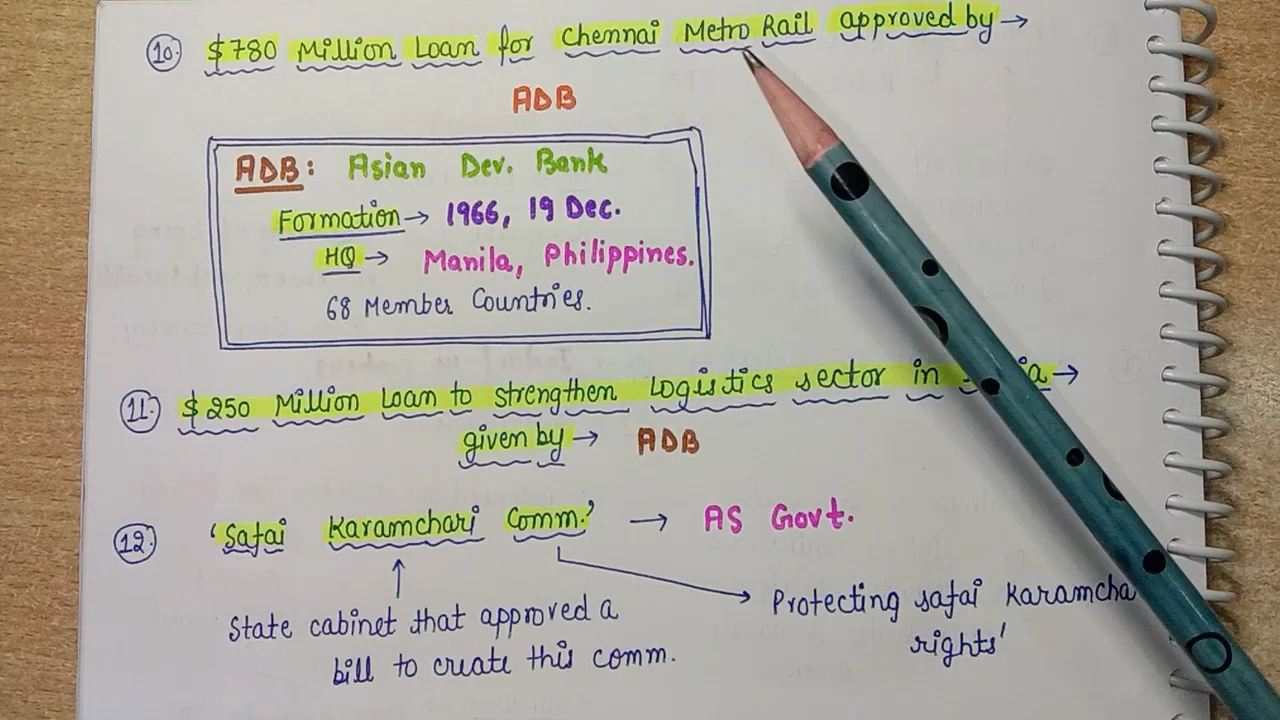 10. $780 Million Loan for Chennai Metro Rail approved by →
ADB
ADB: Asian Dev. Bank
Formation → 1966, 19 Dec.
HQ → Manila, Philippines.
68 Member Countries.
11. $250 Million Loan to strengthem Logistics sector in →
given by → ADB
12. 'Safai Karamchari Comm.' → AS Govt.
State cabinet that approved a
bill to create this comm.
→ Protecting safai Karamcha
rights'